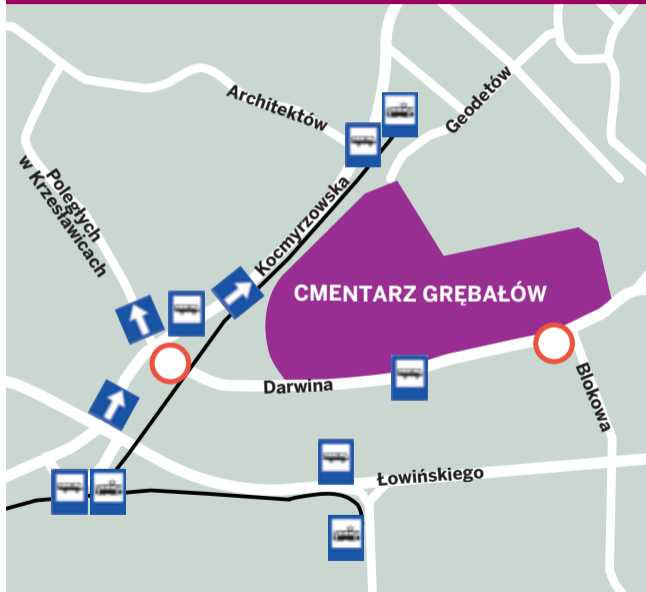 Architektów
Geodetów
Poległych
w Krzesławicach
Kocmyrzowska
CMENTARZ GRĘBAŁÓW
Darwina
Blokowa
Łowińskiego